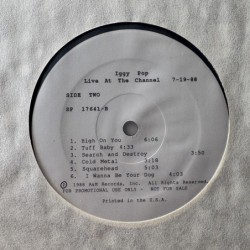 Iggy Pop
Live At The Channel 7-19-88
SIDE TWO
SP 17641-B
1. High On You 4:06
2. Tuff Baby 4:33
3. Search and Destroy 3:50
4. Cold Metal 3:18
5. Squarehead 5:03
6. I Wanna Be Your Dog 4:03
© 1988 A&M Records, Inc. All Rights Reserved.
FOR PROMOTIONAL USE ONLY - NOT FOR SALE
Printed in the U.S.A.